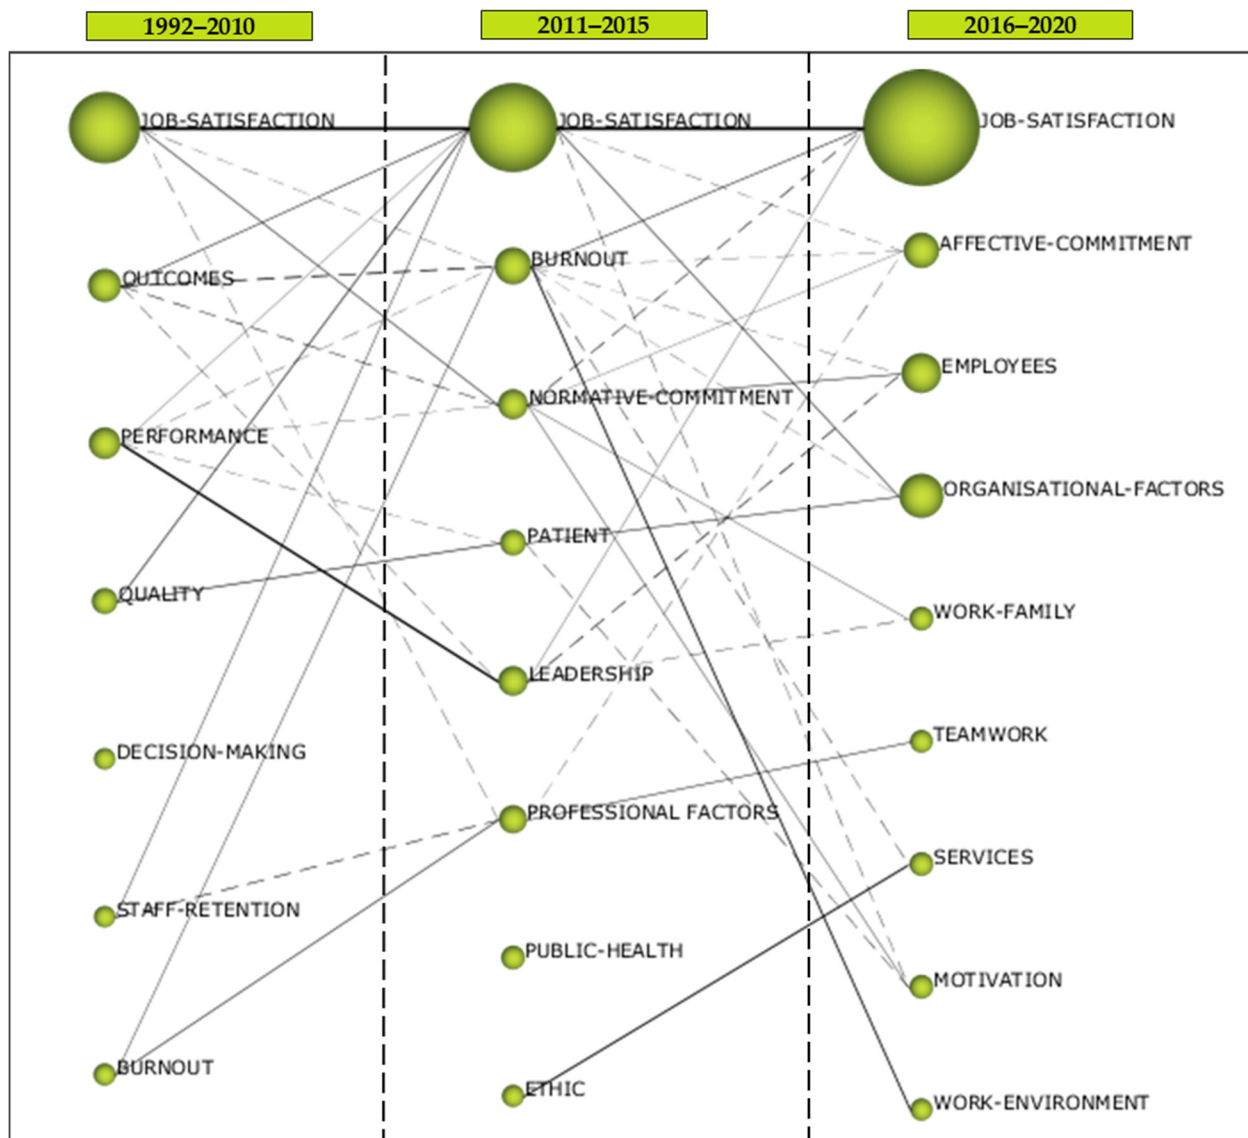 1992–2010
2011–2015
2016–2020
JOB-SATISFACTION
OUTCOMES
PERFORMANCE
QUALITY
DECISION-MAKING
STAFF-RETENTION
BURNOUT
JOB-SATISFACTION
BURNOUT
NORMATIVE-COMMITMENT
PATIENT
LEADERSHIP
PROFESSIONAL FACTORS
PUBLIC-HEALTH
ETHIC
JOB-SATISFACTION
AFFECTIVE-COMMITMENT
EMPLOYEES
ORGANISATIONAL-FACTORS
WORK-FAMILY
TEAMWORK
SERVICES
MOTIVATION
WORK-ENVIRONMENT